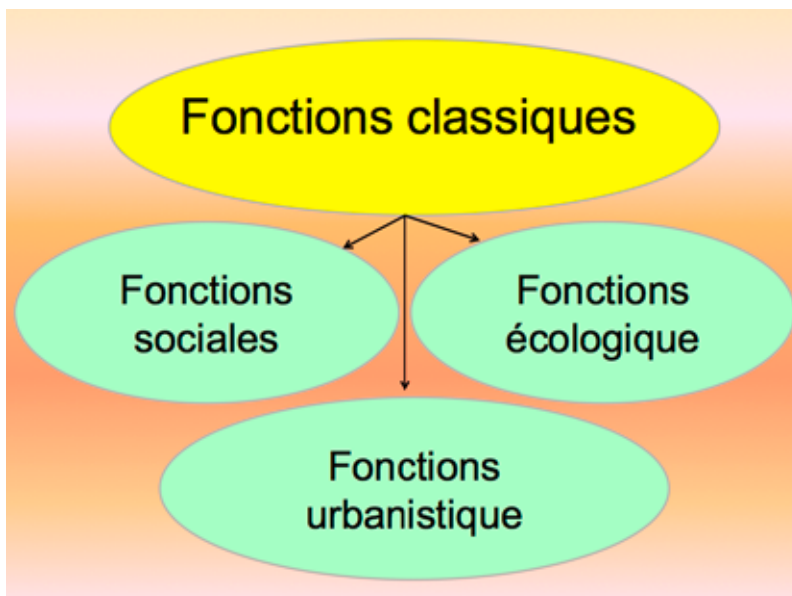 Fonctions classiques
Fonctions
sociales
Fonctions
écologique
Fonctions
urbanistique